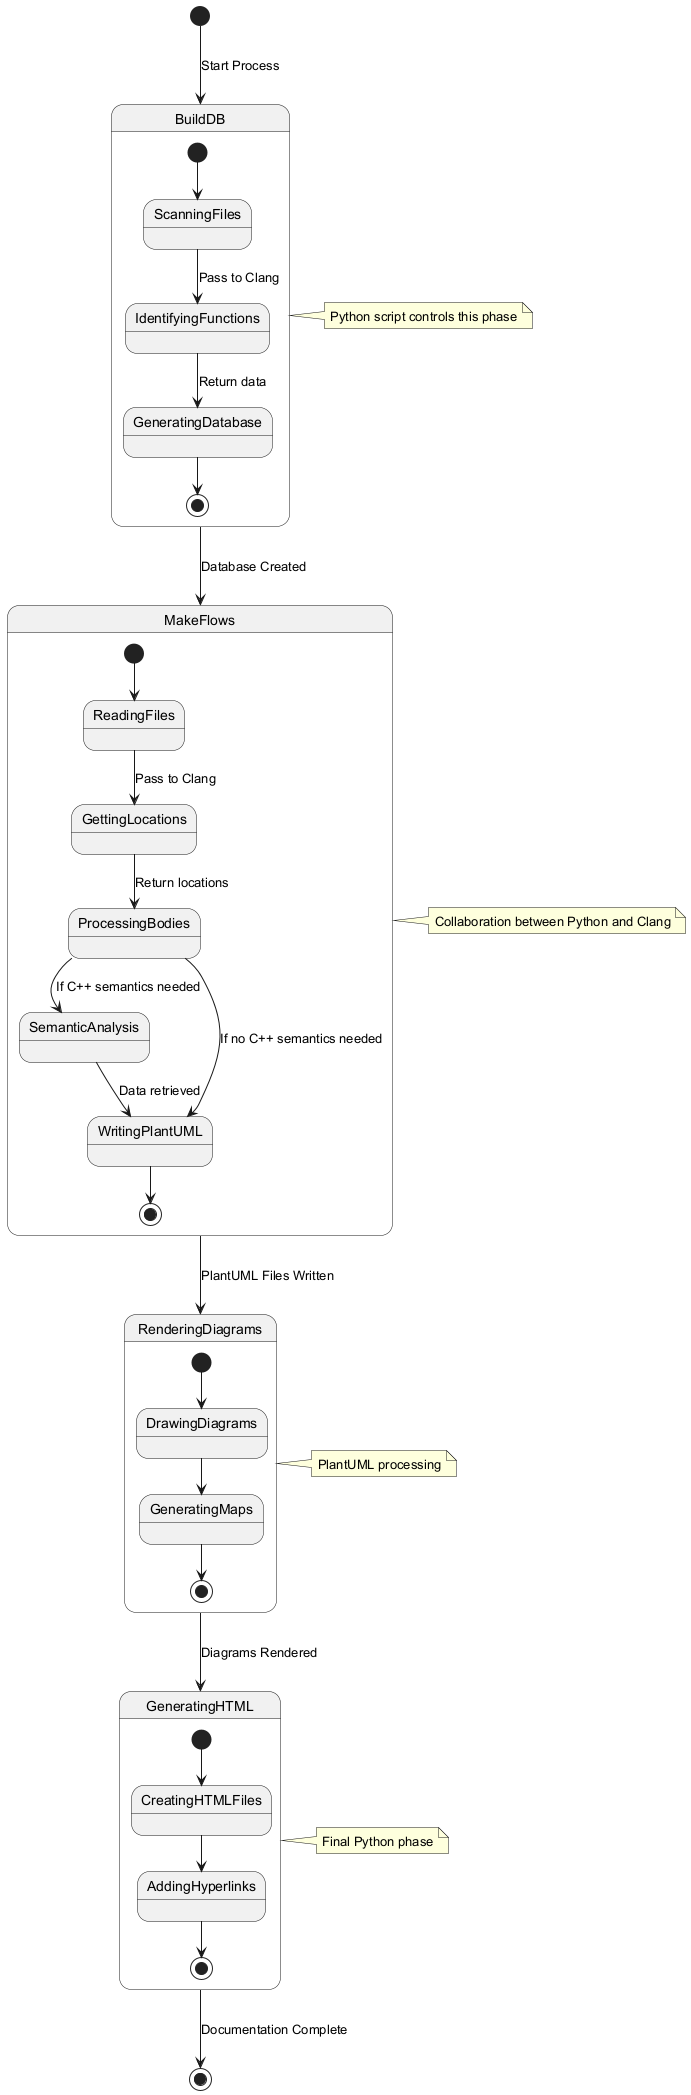 Start Process
BuildDB
ScanningFiles
Pass to Clang
IdentifyingFunctions
Python script controls this phase
Return data
GeneratingDatabase
Database Created
MakeFlows
ReadingFiles
Pass to Clang
GettingLocations
Return locations
ProcessingBodies
Collaboration between Python and Clang
If C++ semantics needed
SemanticAnalysis
If no C++ semantics needed
Data retrieved
WritingPlantUML
PlantUML Files Written
RenderingDiagrams
DrawingDiagrams
PlantUML processing
GeneratingMaps
Diagrams Rendered
GeneratingHTML
CreatingHTMLFiles
Final Python phase
AddingHyperlinks
Documentation Complete